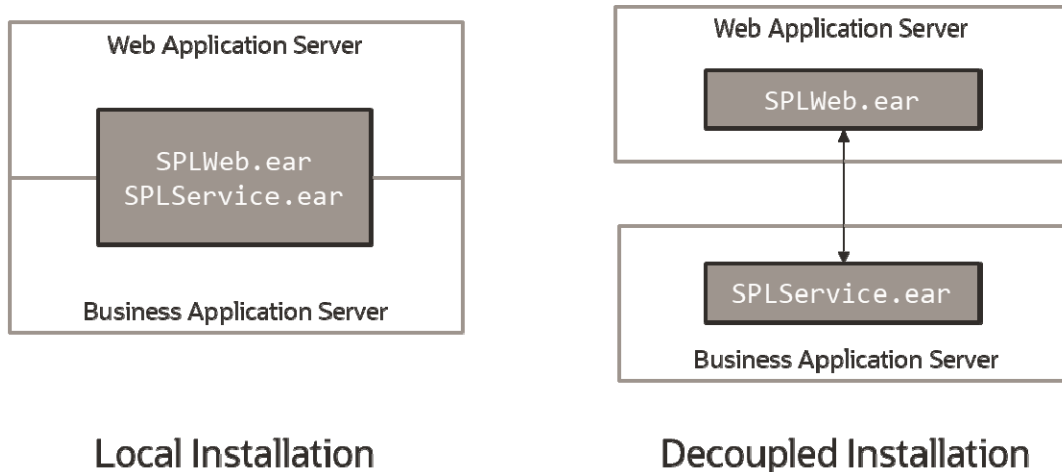 Web Application Server
SPLWeb.ear
SPLService.ear
Business Application Server
Local Installation
Web Application Server
SPLWeb.ear
SPLService.ear
Business Application Server
Decoupled Installation